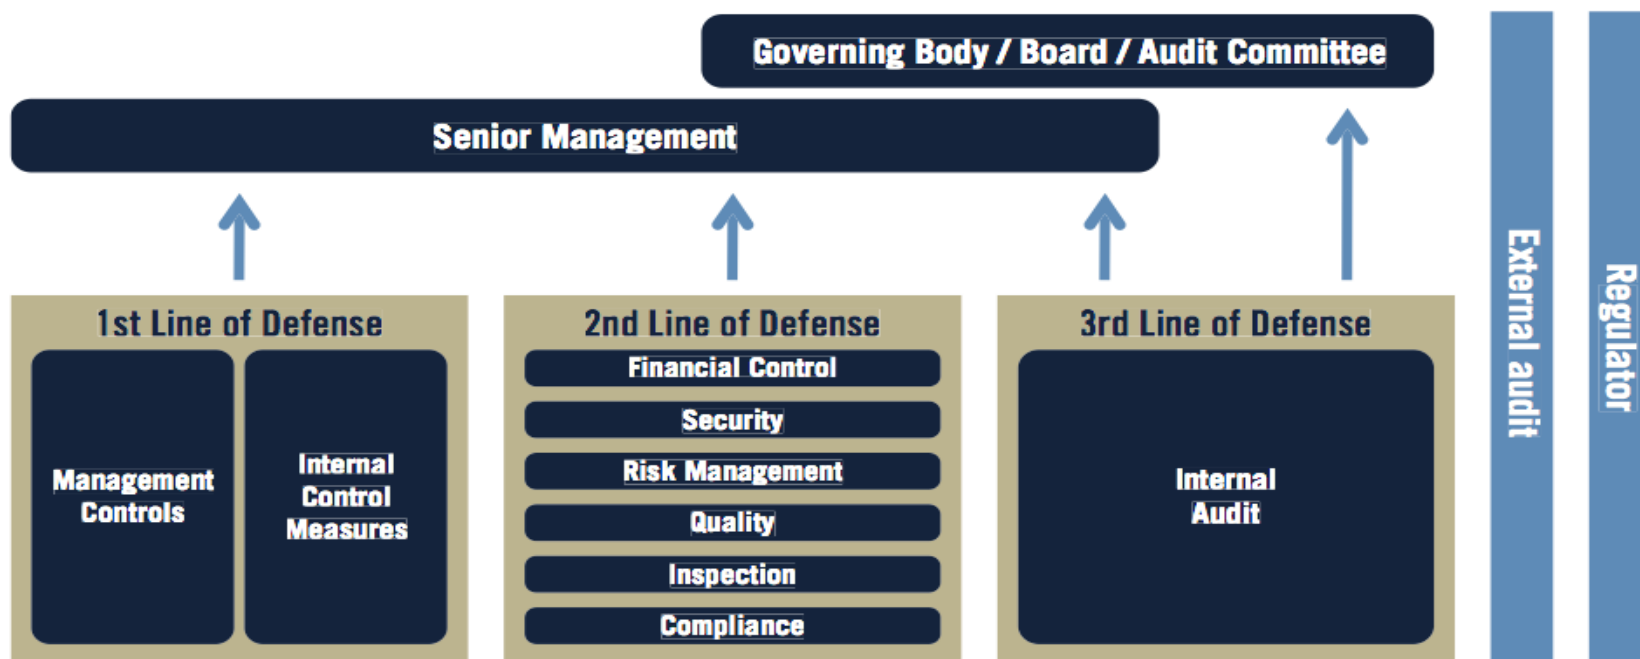 Governing Body / Board / Audit Committee
Senior Management
1st Line of Defense
Management
Controls
Internal
Control
Measures
2nd Line of Defense
Financial Control
Security
Risk Management
Quality
Inspection
Compliance
3rd Line of Defense
Internal
Audit
External audit
Regulator